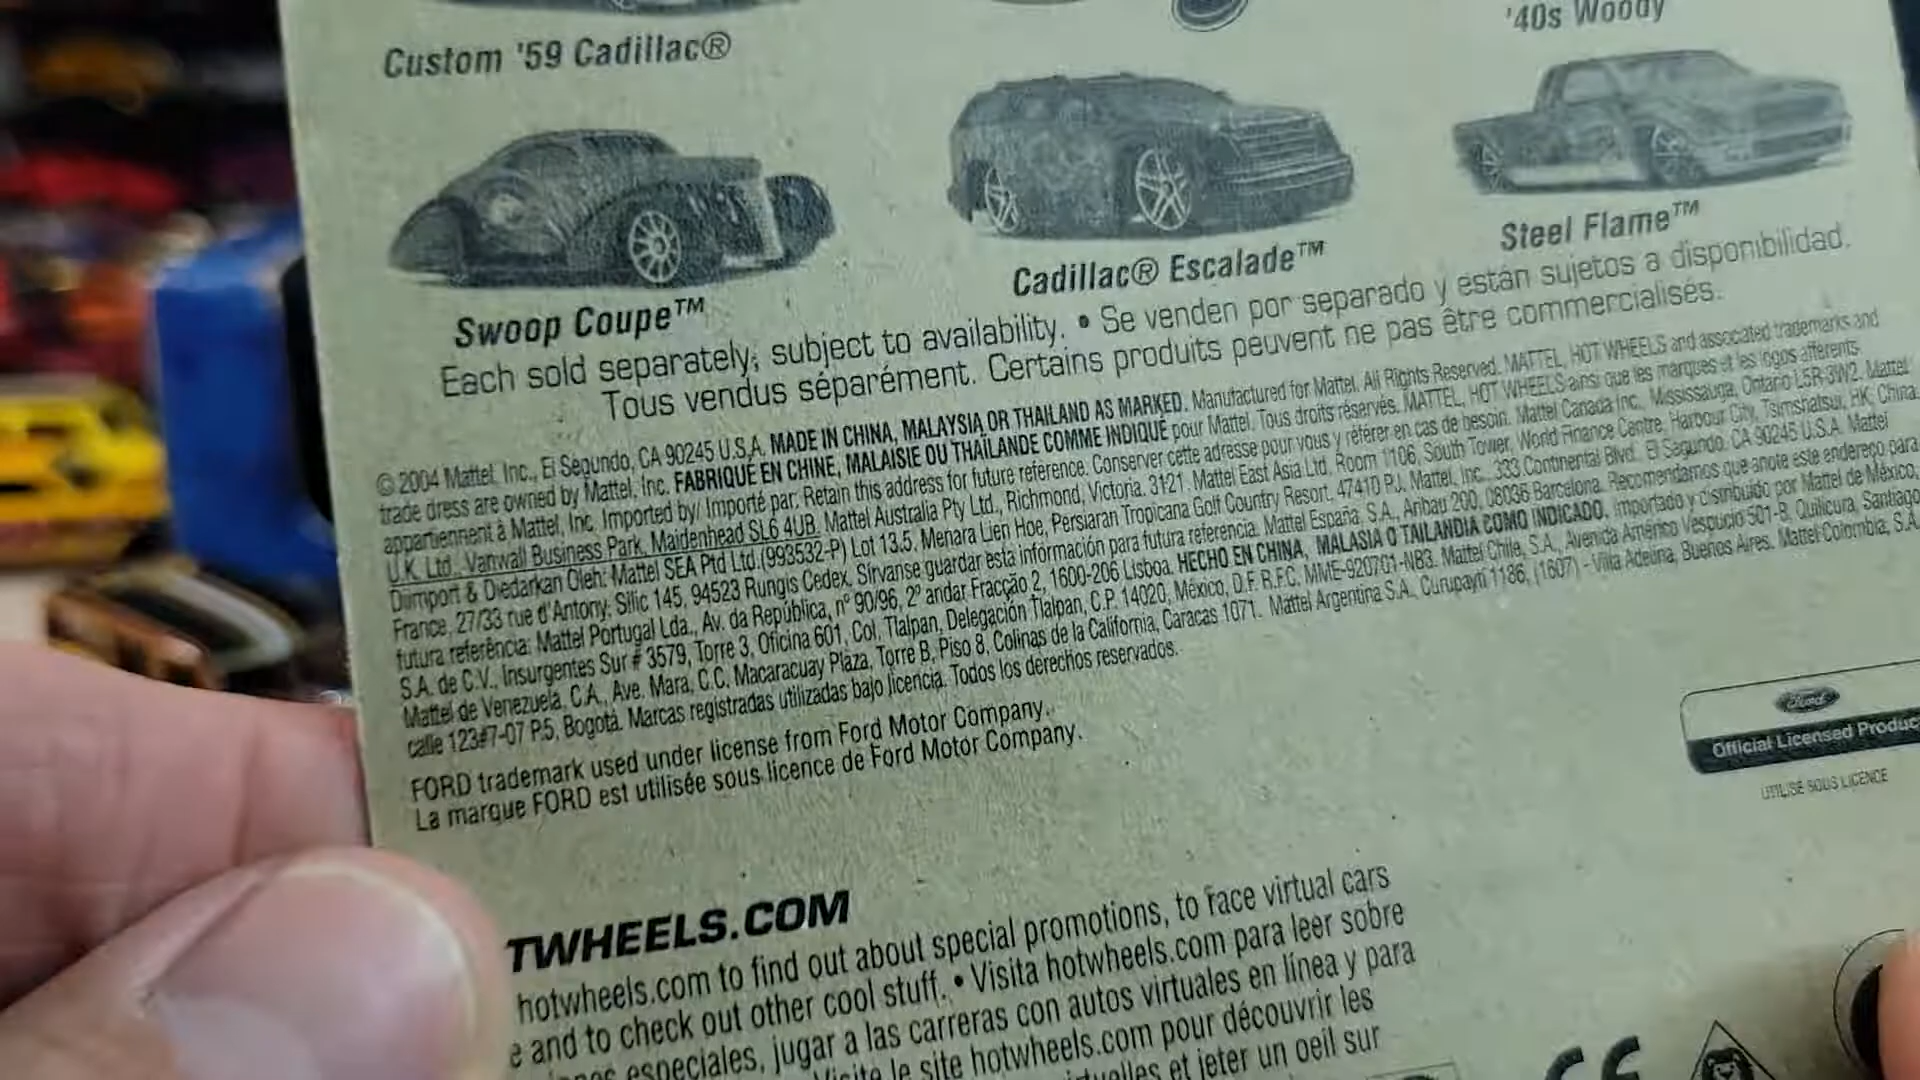 '40s Woody
Custom '59 Cadillac®
Steel Flame™
Cadillac® Escalade™
Swoop Coupe™
Each sold separately, subject to availability. • Se venden por separado y están sujetos a disponibilidad.
Tous vendus séparément. Certains produits peuvent ne pas être commercialisés.
© 2004 Mattel, Inc., El Segundo, CA 90245 U.S.A. MADE IN CHINA, MALAYSIA OR THAILAND AS MARKED. Manufactured for Mattel. All Rights Reserved. MATTEL, HOT WHEELS and associated trademarks and
trade dress are owned by Mattel, Inc. FABRIQUÉ EN CHINE, MALAISIE OU THAÏLANDE COMME INDIQUÉ pour Mattel. Tous droits réservés. MATTEL, HOT WHEELS ainsi que les marques et les logos afférents
appartiennent à Mattel, Inc. Imported by/ Importé par: Retain this address for future reference. Conserver cette adresse pour vous y référer en cas de besoin. Mattel Canada Inc., Mississauga, Ontario L5R 3W2. Mattel
U.K. Ltd., Vanwall Business Park, Maidenhead SL6 4UB. Mattel Australia Pty Ltd., Richmond, Victoria. 3121. Mattel East Asia Ltd, Room 1106, South Tower, World Finance Centre, Harbour City, Tsimshatsui, HK, China.
Diimport & Diedarkan Oleh: Mattel SEA Ptd Ltd.(993532-P) Lot 13.5, Menara Lien Hoe, Persiaran Tropicana Golf Country Resort, 47410 PJ. Mattel, Inc., 333 Continental Blvd., El Segundo, CA 90245 U.S.A. Mattel
France, 27/33 rue d'Antony, Silic 145, 94523 Rungis Cedex. Sírvanse guardar esta información para futura referencia. Mattel España, S.A., Aribau 200, 08036 Barcelona. Recomendamos que anote este endereço para
futura referência: Mattel Portugal Lda., Av. da República, nº 90/96, 2º andar Fracção 2, 1600-206 Lisboa. HECHO EN CHINA, MALASIA O TAILANDIA COMO INDICADO. Importado y distribuido por Mattel de México,
S.A. de C.V., Insurgentes Sur # 3579, Torre 3, Oficina 601, Col. Tlalpan, Delegación Tlalpan, C.P. 14020, México, D.F. R.F.C. MME-920701-NB3. Mattel Chile, S.A., Avenida Américo Vespucio 501-B, Quilicura, Santiago
Mattel de Venezuela, C.A., Ave. Mara, C.C. Macaracuay Plaza, Torre B, Piso 8, Colinas de la California, Caracas 1071. Mattel Argentina S.A., Curupaytí 1186, (1607) - Villa Adelina, Buenos Aires. Mattel Colombia, S.A.
calle 123#7-07 P.5, Bogotá. Marcas registradas utilizadas bajo licencia. Todos los derechos reservados.
FORD trademark used under license from Ford Motor Company.
La marque FORD est utilisée sous licence de Ford Motor Company.
Ford
Official Licensed Produc
UTILISÉ SOUS LICENCE
TWHEELS.COM
hotwheels.com to find out about special promotions, to race virtual cars
e and to check out other cool stuff. • Visita hotwheels.com para leer sobre
especiales, jugar a las carreras con autos virtuales en línea y para
le site hotwheels.com pour découvrir les
et jeter un oeil sur
CE